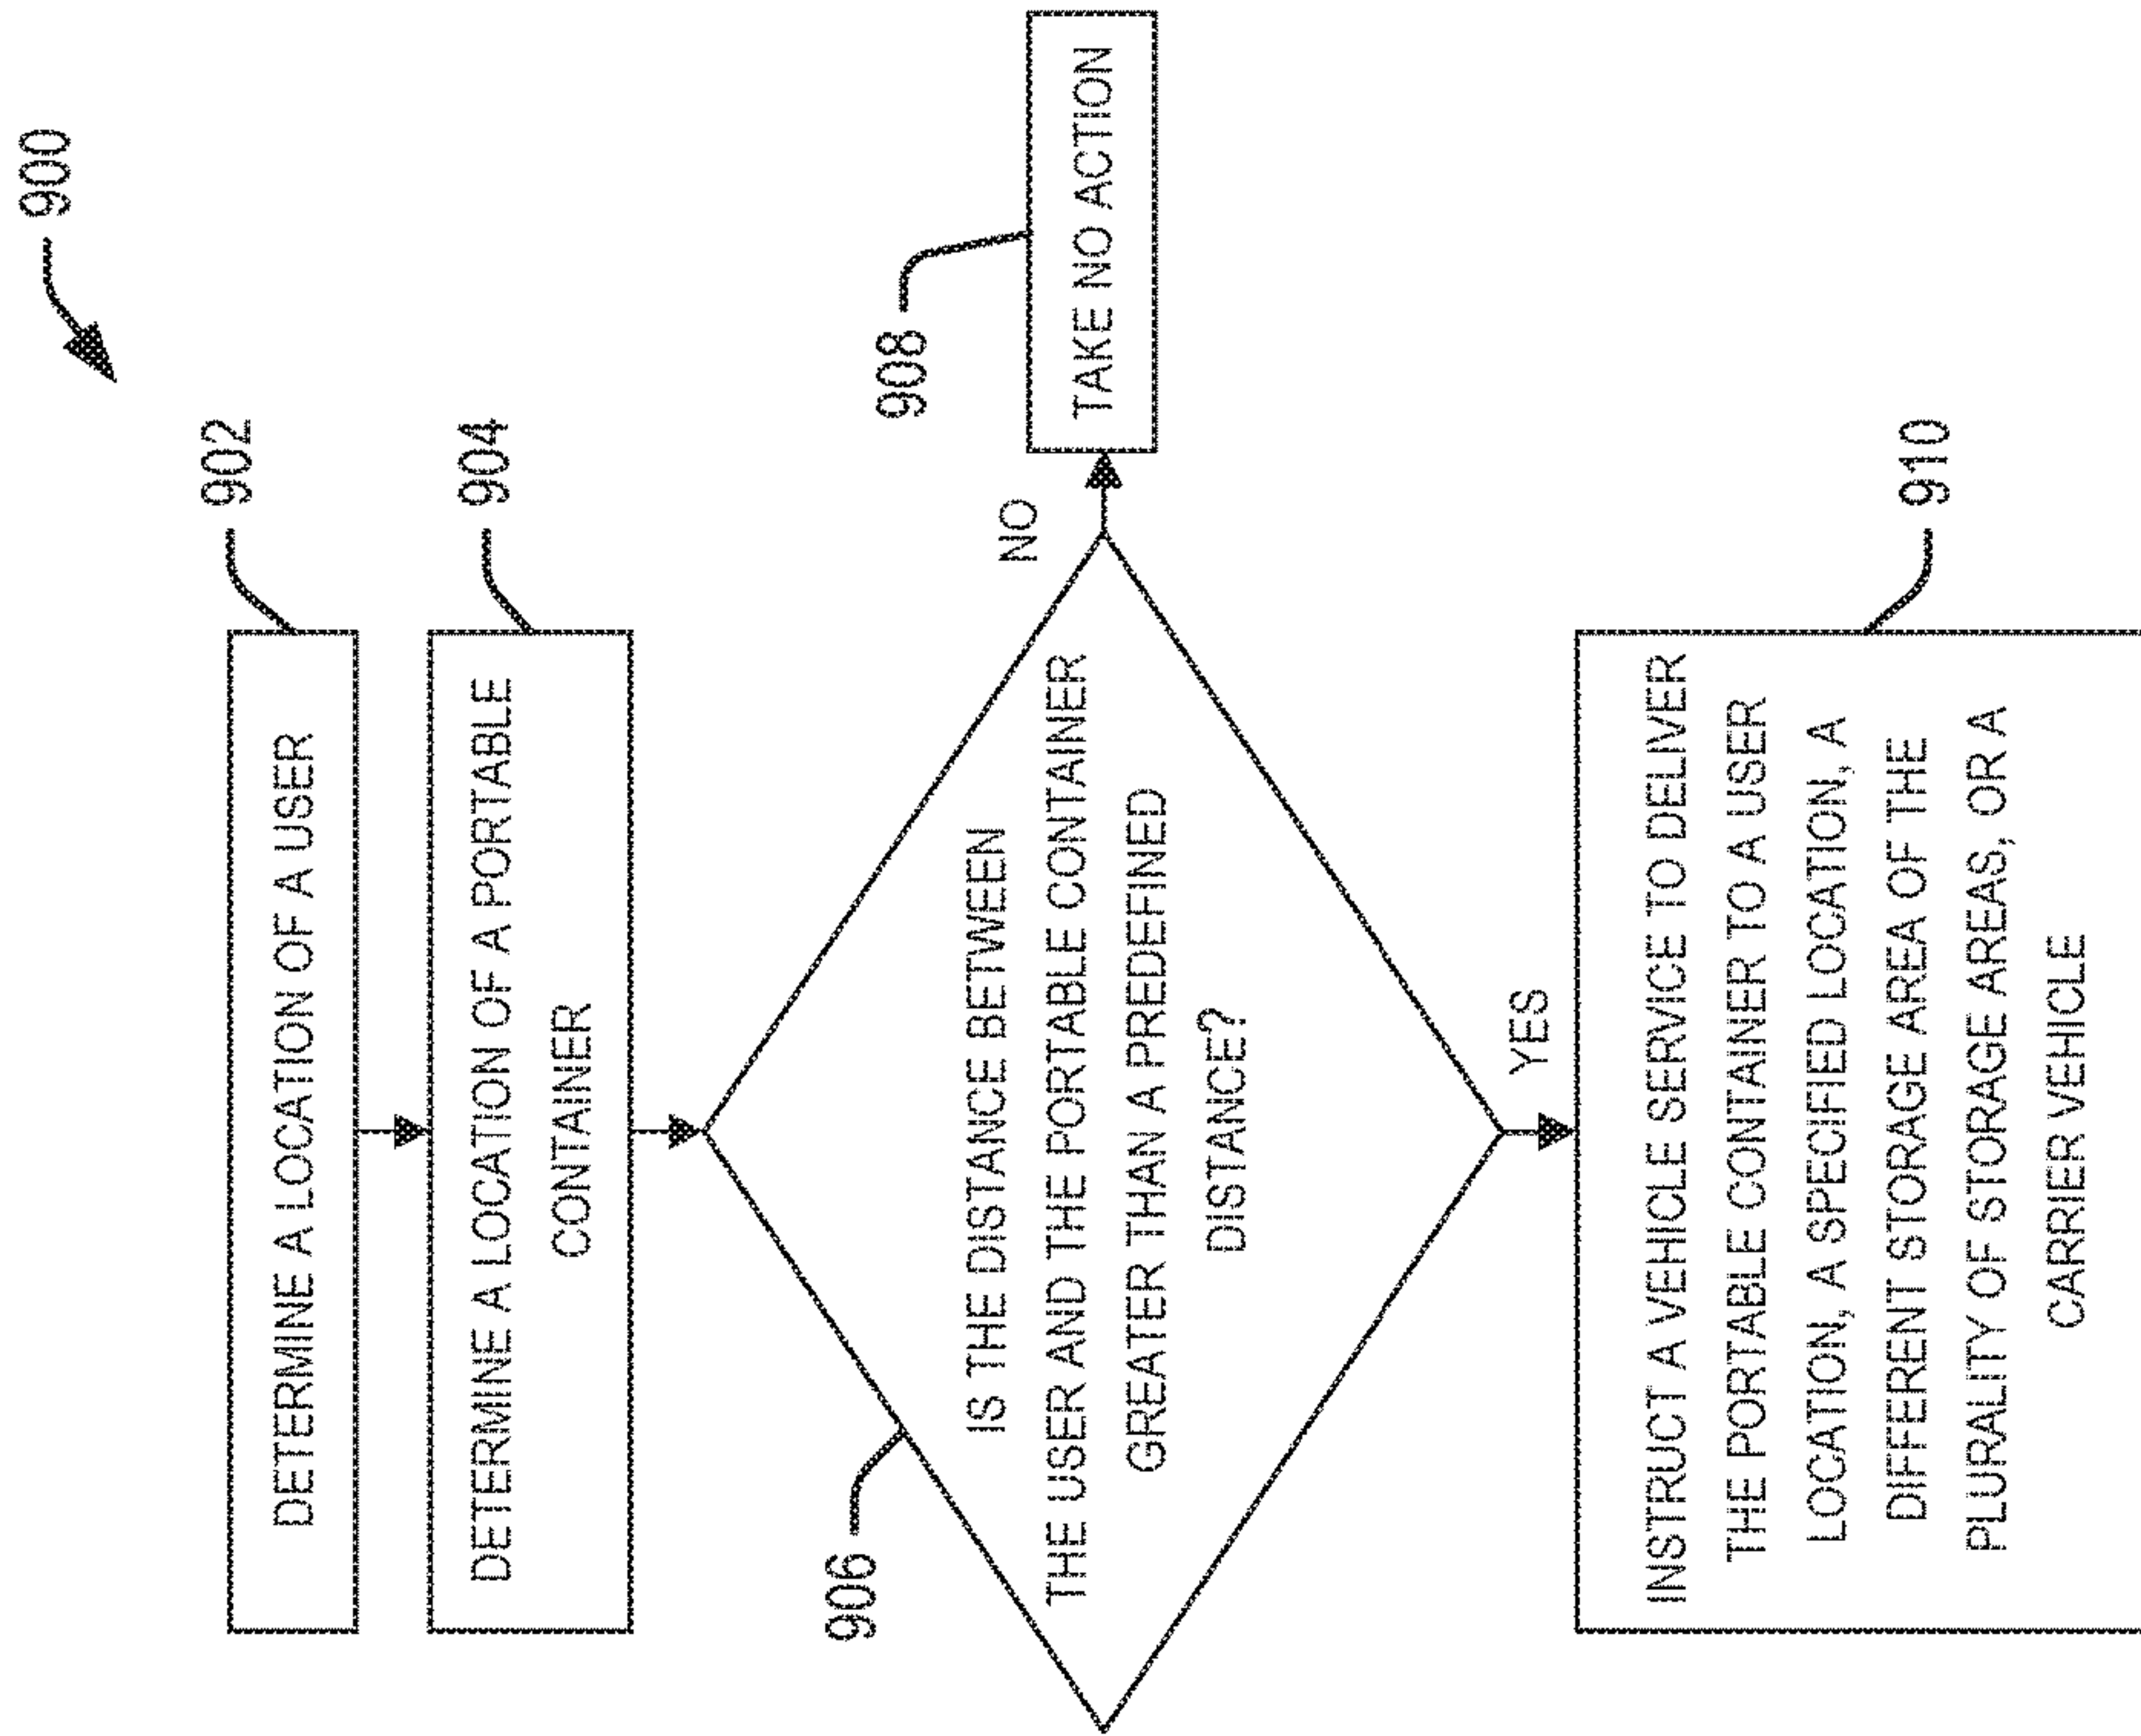 900
902
DETERMINE A LOCATION OF A USER
904
DETERMINE A LOCATION OF A PORTABLE
CONTAINER
906
IS THE DISTANCE BETWEEN
THE USER AND THE PORTABLE CONTAINER
GREATER THAN A PREDEFINED
DISTANCE?
NO
908
TAKE NO ACTION
YES
910
INSTRUCT A VEHICLE SERVICE TO DELIVER
THE PORTABLE CONTAINER TO A USER
LOCATION, A SPECIFIED LOCATION, A
DIFFERENT STORAGE AREA OF THE
PLURALITY OF STORAGE AREAS, OR A
CARRIER VEHICLE